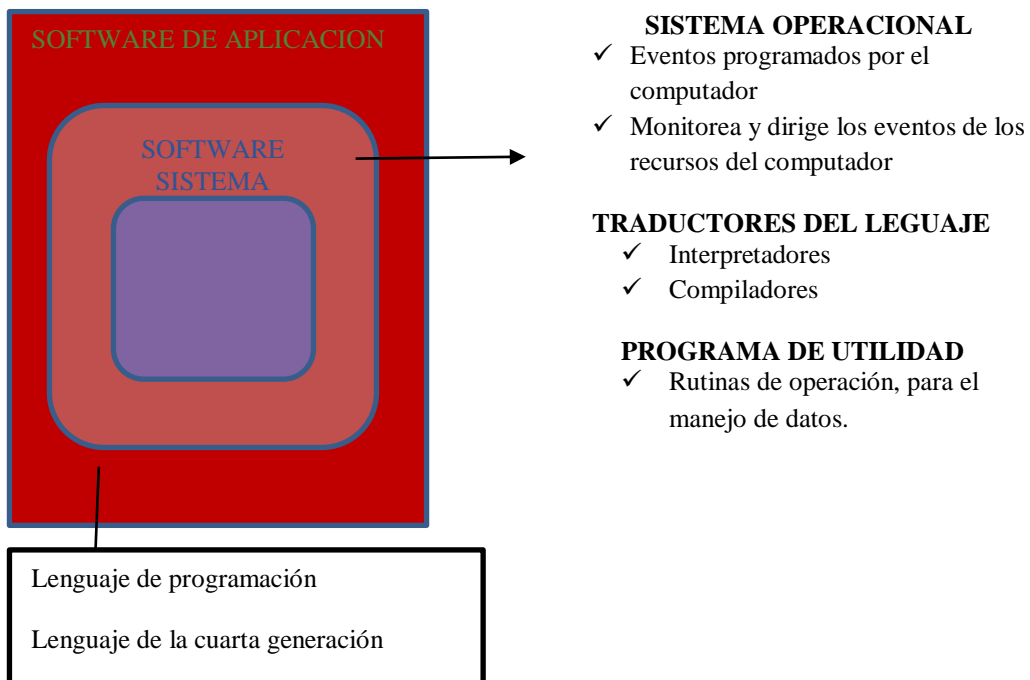 SOFTWARE DE APLICACION
SOFTWARE
SISTEMA
SISTEMA OPERACIONAL
✓ Eventos programados por el
computador
✓ Monitorea y dirige los eventos de los
recursos del computador
TRADUCTORES DEL LEGUAJE
✓ Interpretadores
✓ Compiladores
PROGRAMA DE UTILIDAD
✓ Rutinas de operación, para el
manejo de datos.
Lenguaje de programación
Lenguaje de la cuarta generación